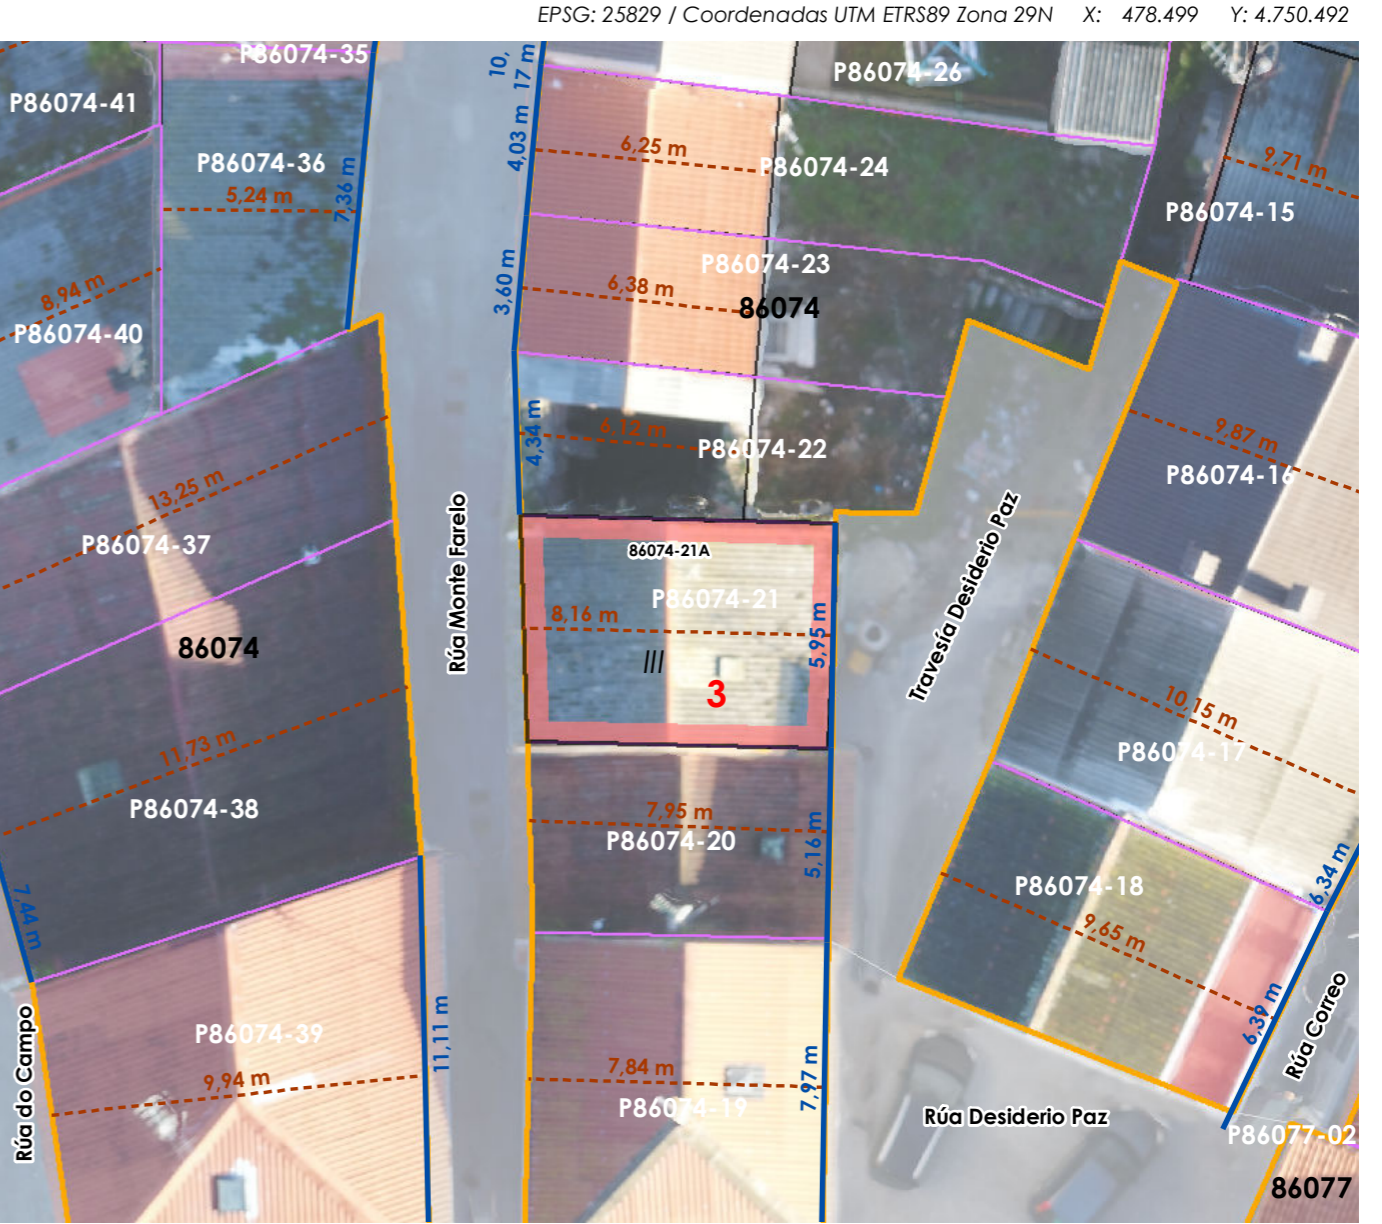 EPSG: 25829 / Coordenadas UTM ETRS89 Zona 29N X: 478.499 Y: 4.750.492
P86074-35
10,17 m
P86074-26
P86074-41
4,03 m
6,25 m
P86074-36
P86074-24
9,71 m
5,24 m
7,36 m
P86074-15
P86074-23
8,94 m
3,60 m
6,38 m
86074
P86074-40
4,34 m
6,12 m
P86074-22
9,87 m
P86074-16
13,25 m
P86074-37
Rúa Monte Farelo
86074-21A
P86074-21
8,16 m
5,95 m
Travesía Desiderio Paz
86074
III
3
10,15 m
P86074-17
11,73 m
P86074-38
7,95 m
P86074-20
5,16 m
P86074-18
6,34 m
7,44 m
9,65 m
P86074-39
11,11 m
Rúa do Campo
9,94 m
7,84 m
7,97 m
P86074-19
6,39 m
Rúa Correo
Rúa Desiderio Paz
P86077-02
86077